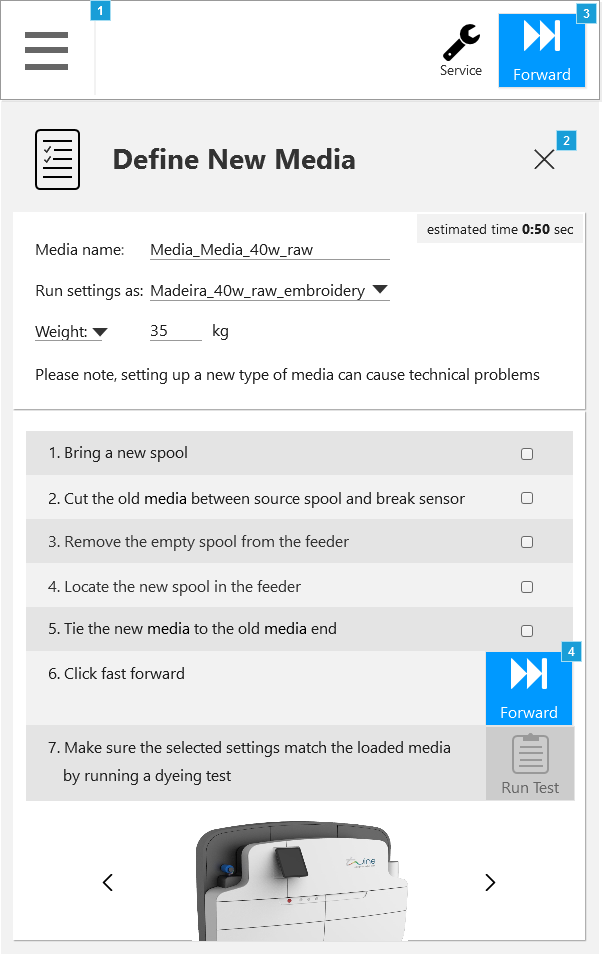 1
3
Service
Forward
2
Define New Media
estimated time 0:50 sec
Media name: Media_Media_40w_raw
Run settings as: Madeira_40w_raw_embroidery
Weight: 35 kg
Please note, setting up a new type of media can cause technical problems
1. Bring a new spool
2. Cut the old media between source spool and break sensor
3. Remove the empty spool from the feeder
4. Locate the new spool in the feeder
5. Tie the new media to the old media end
4
6. Click fast forward
Forward
7. Make sure the selected settings match the loaded media
by running a dyeing test
Run Test